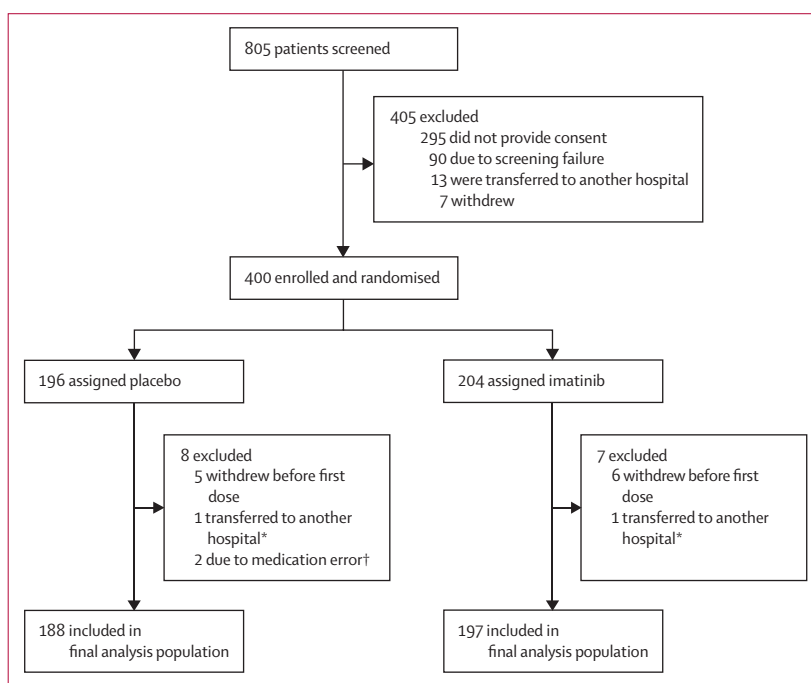 805 patients screened
405 excluded
295 did not provide consent
90 due to screening failure
13 were transferred to another hospital
7 withdrew
400 enrolled and randomised
196 assigned placebo
204 assigned imatinib
8 excluded
5 withdrew before first
dose
1 transferred to another
hospital*
2 due to medication error†
7 excluded
6 withdrew before first
dose
1 transferred to another
hospital*
188 included in
final analysis population
197 included in
final analysis population